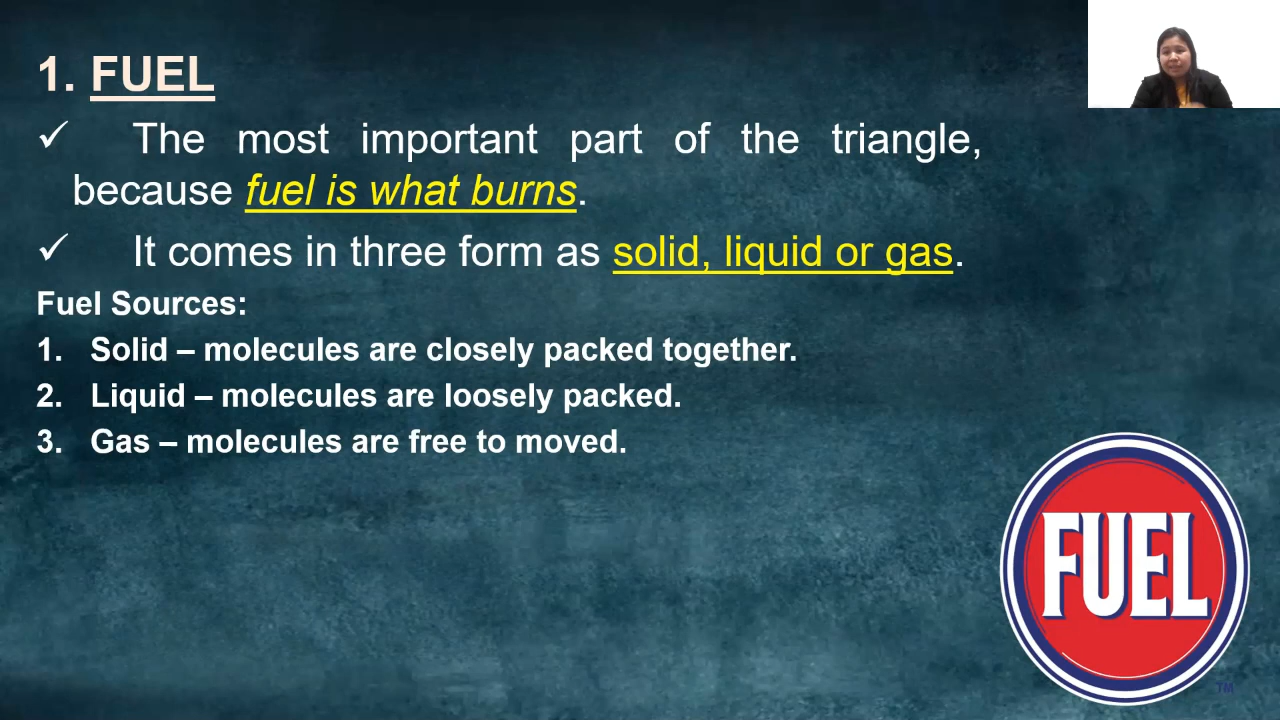 1. FUEL
✓ The most important part of the triangle,
because fuel is what burns.
✓ It comes in three form as solid, liquid or gas.
Fuel Sources:
1. Solid – molecules are closely packed together.
2. Liquid – molecules are loosely packed.
3. Gas – molecules are free to moved.
FUEL
TM